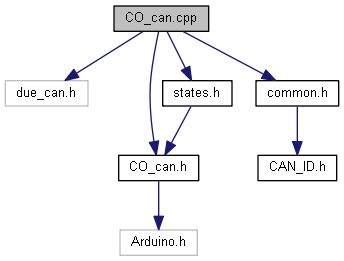 CO_can.cpp
due_can.h
states.h
common.h
CO_can.h
CAN_ID.h
Arduino.h